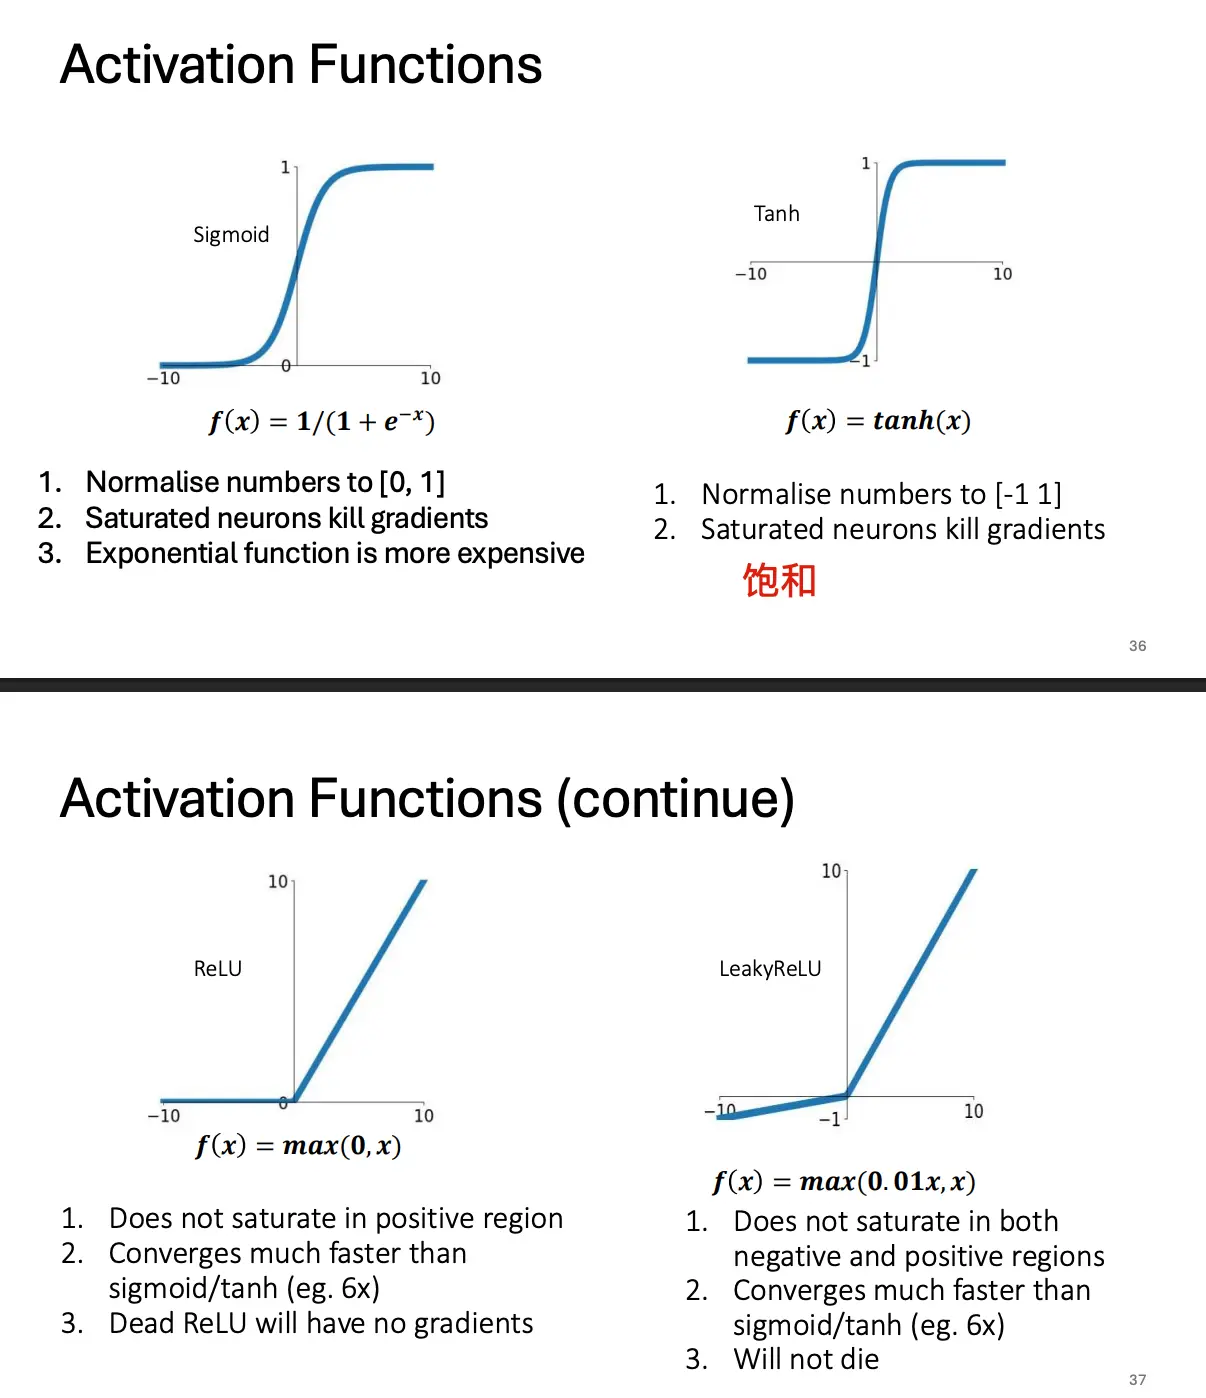 Activation Functions
1
Sigmoid
0
−10
10
f(x) = 1/(1 + e⁻ˣ)
1. Normalise numbers to [0, 1]
2. Saturated neurons kill gradients
3. Exponential function is more expensive
1
Tanh
−10
10
−1
f(x) = tanh(x)
1. Normalise numbers to [-1 1]
2. Saturated neurons kill gradients
饱和
36
Activation Functions (continue)
10
ReLU
0
−10
10
f(x) = max(0, x)
1. Does not saturate in positive region
2. Converges much faster than
sigmoid/tanh (eg. 6x)
3. Dead ReLU will have no gradients
10
LeakyReLU
−10
10
−1
f(x) = max(0.01x, x)
1. Does not saturate in both
negative and positive regions
2. Converges much faster than
sigmoid/tanh (eg. 6x)
3. Will not die
37